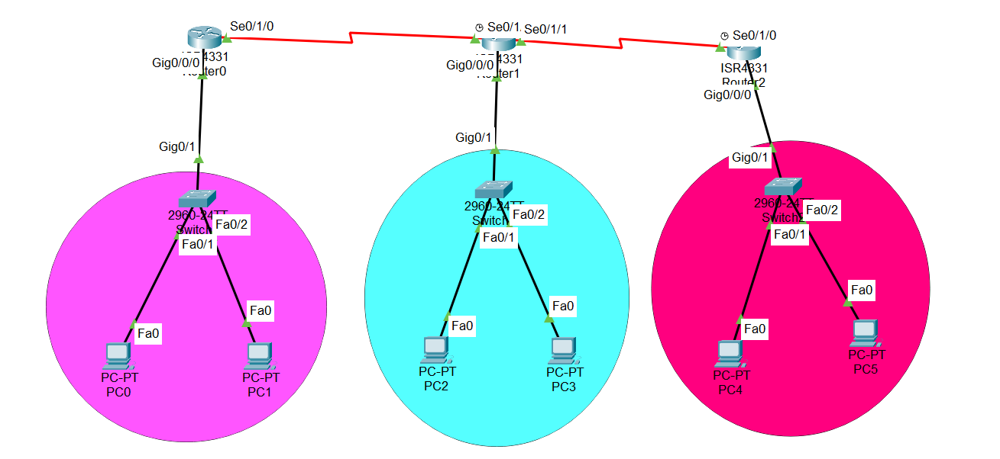 Se0/1/0
Gig0/0/0
ISR4331
Router0
Gig0/1
2960-24TT
Switch
Fa0/2
Fa0/1
Fa0
Fa0
PC-PT
PC0
PC-PT
PC1
Se0/1
Se0/1/1
Gig0/0/0
4331
Router1
Gig0/1
2960-24TT
Switch
Fa0/2
Fa0/1
Fa0
Fa0
PC-PT
PC2
PC-PT
PC3
Se0/1/0
ISR4331
Router2
Gig0/0/0
Gig0/1
2960-24TT
Switch
Fa0/2
Fa0/1
Fa0
Fa0
PC-PT
PC4
PC-PT
PC5